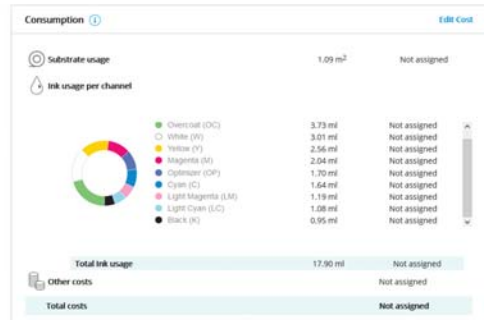 Consumption i Edit Cost
Substrate usage 1.09 m2 Not assigned
Ink usage per channel
Overcoat (OC) 3.73 ml Not assigned
White (W) 3.01 ml Not assigned
Yellow (Y) 2.56 ml Not assigned
Magenta (M) 2.04 ml Not assigned
Optimizer (OP) 1.70 ml Not assigned
Cyan (C) 1.64 ml Not assigned
Light Magenta (LM) 1.19 ml Not assigned
Light Cyan (LC) 1.08 ml Not assigned
Black (K) 0.95 ml Not assigned
Total Ink usage 17.90 ml Not assigned
Other costs Not assigned
Total costs Not assigned